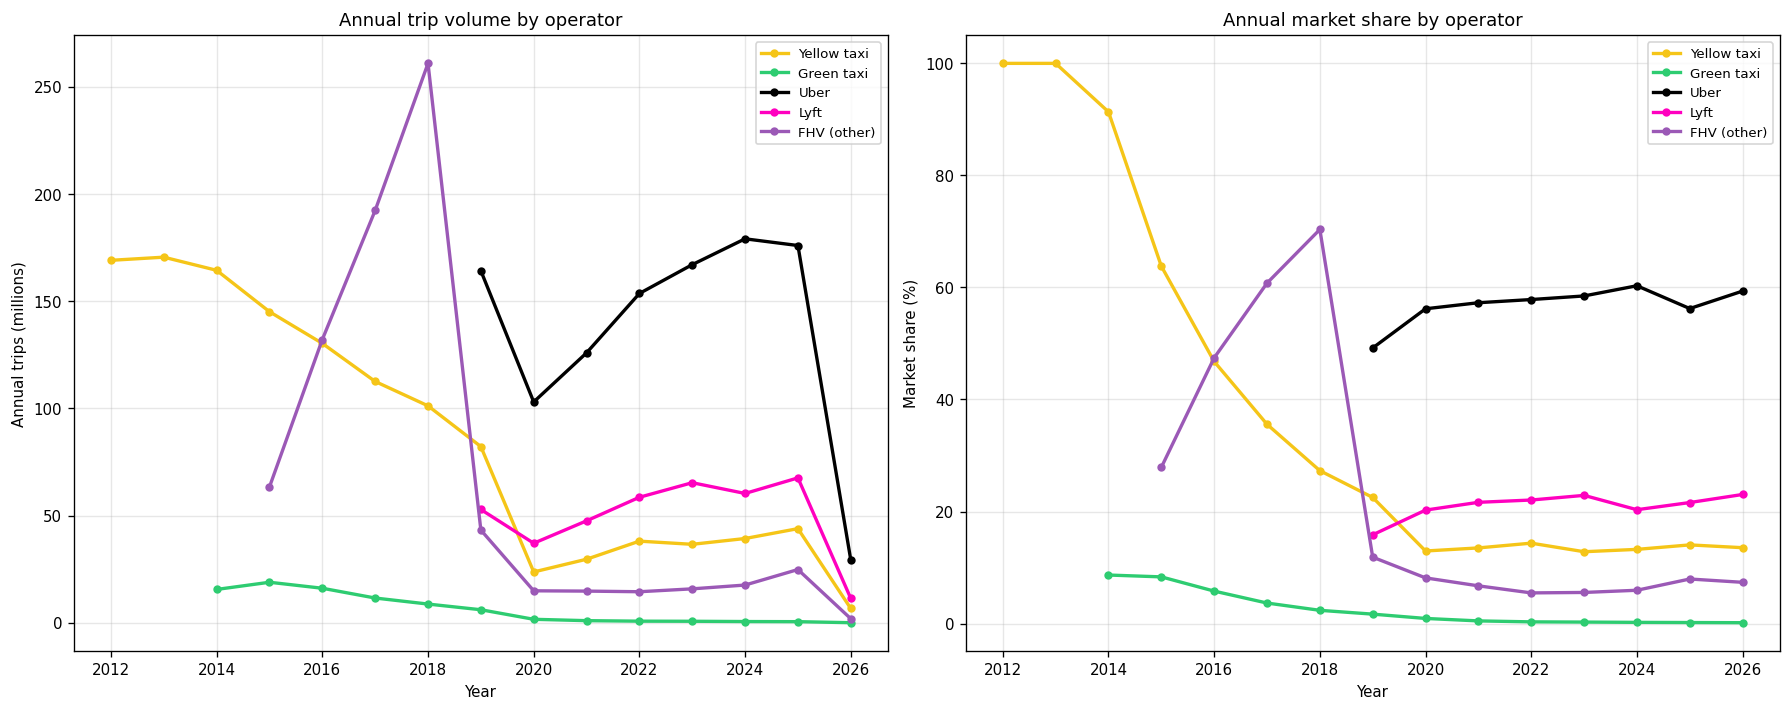 Annual trip volume by operator
Annual trips (millions)
250
200
150
100
50
0
2012 2014 2016 2018 2020 2022 2024 2026
Year
Yellow taxi
Green taxi
Uber
Lyft
FHV (other)
Annual market share by operator
Market share (%)
100
80
60
40
20
0
2012 2014 2016 2018 2020 2022 2024 2026
Year
Yellow taxi
Green taxi
Uber
Lyft
FHV (other)